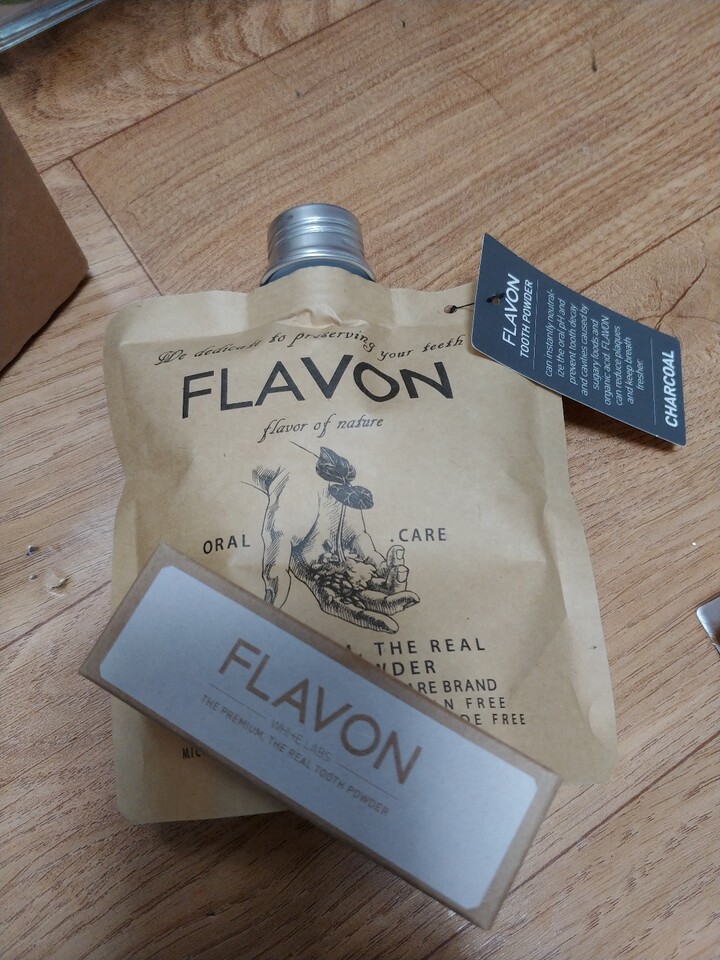 We dedicate to preserving your teeth
FLAVON
flavor of nature
ORAL CARE
THE REAL
WDER
ARE BRAND
N FREE
DE FREE
MIC
FLAVON
TOOTH POWDER
can instantly neutral-
ize the oral pH and
prevent tooth decay
and cavities caused by
sugary foods and
organic acid. FLAVON
can reduce plaques
and keep breath
fresher.
CHARCOAL
FLAVON
WHITE LABS
THE PREMIUM, THE REAL TOOTH POWDER